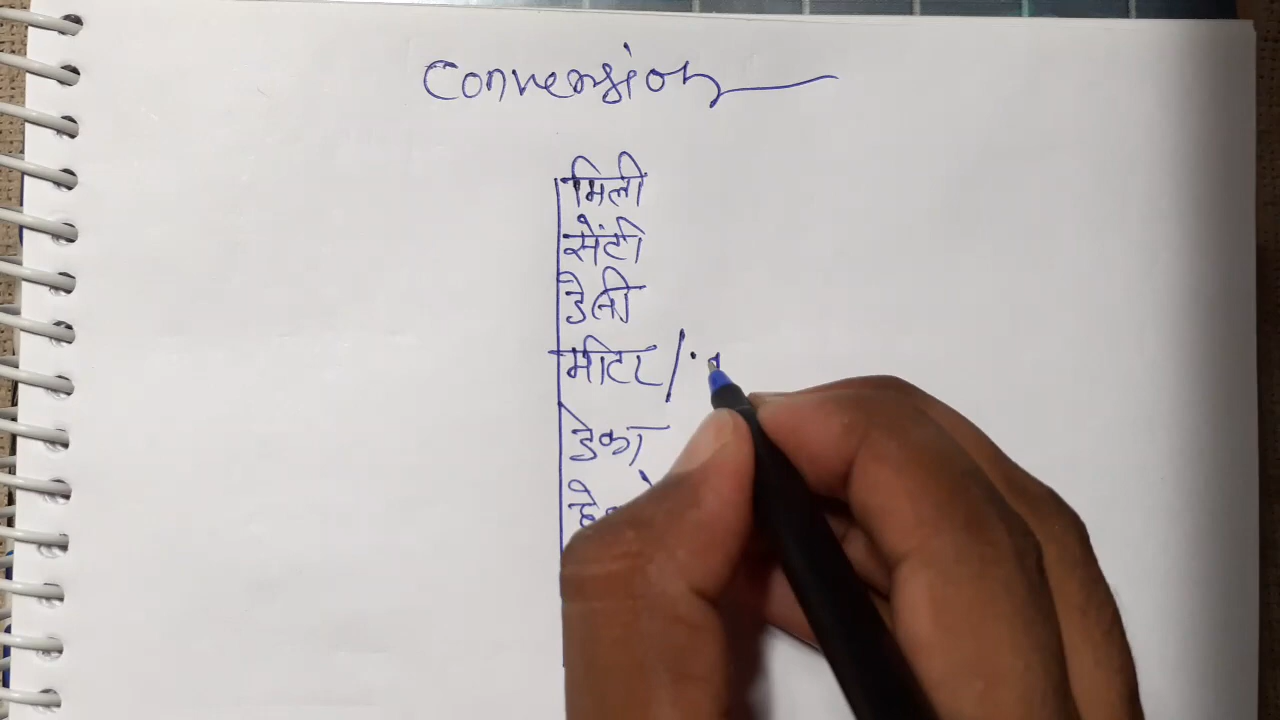 Conversion
मिली
सेंटी
डेसी
मीटर /
डेका